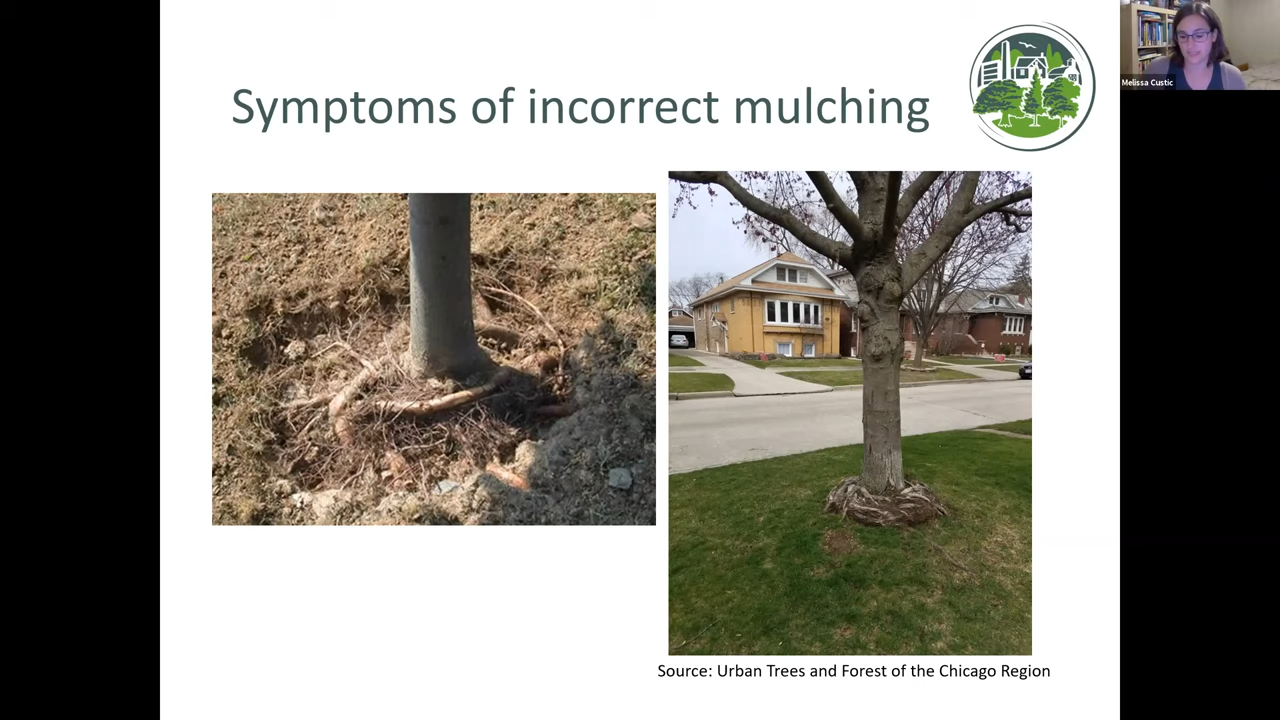 Symptoms of incorrect mulching
Melissa Custic
Source: Urban Trees and Forest of the Chicago Region